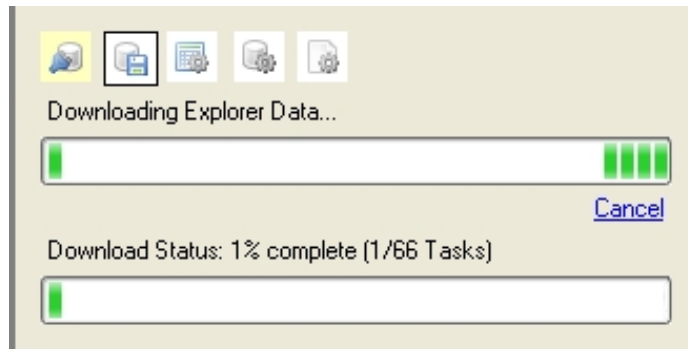 Downloading Explorer Data...
Cancel
Download Status: 1% complete (1/66 Tasks)